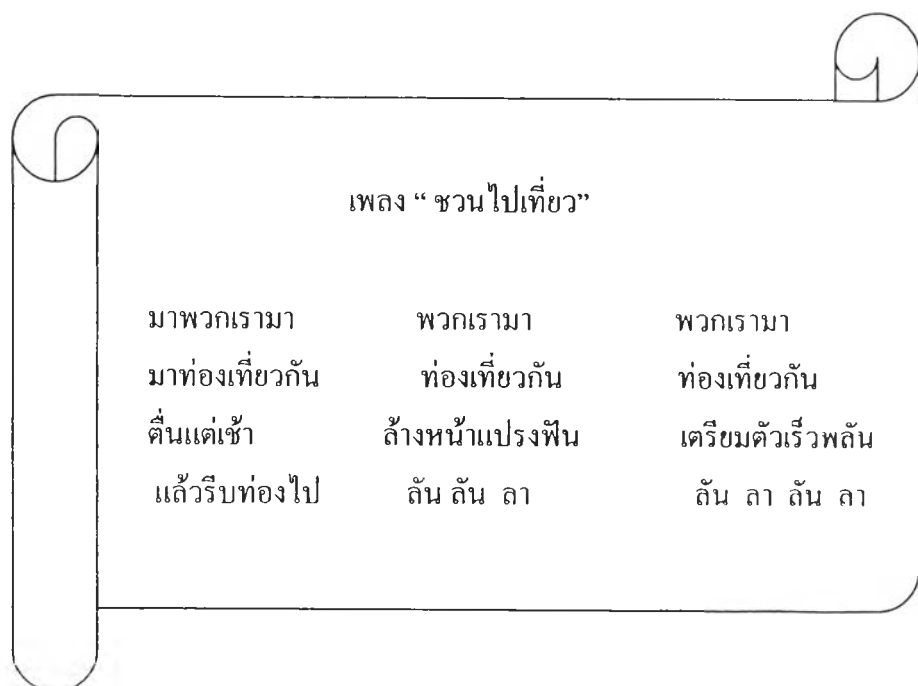 เพลง “ ชวนไปเที่ยว”
มาพวกเรามา พวกเรามา พวกเรามา
มาท่องเที่ยวกัน ท่องเที่ยวกัน ท่องเที่ยวกัน
ตื่นแต่เช้า ล้างหน้าแปรงฟัน เตรียมตัวเร็วพลัน
แล้วรีบท่องไป ลัน ลัน ลา ลัน ลา ลัน ลา